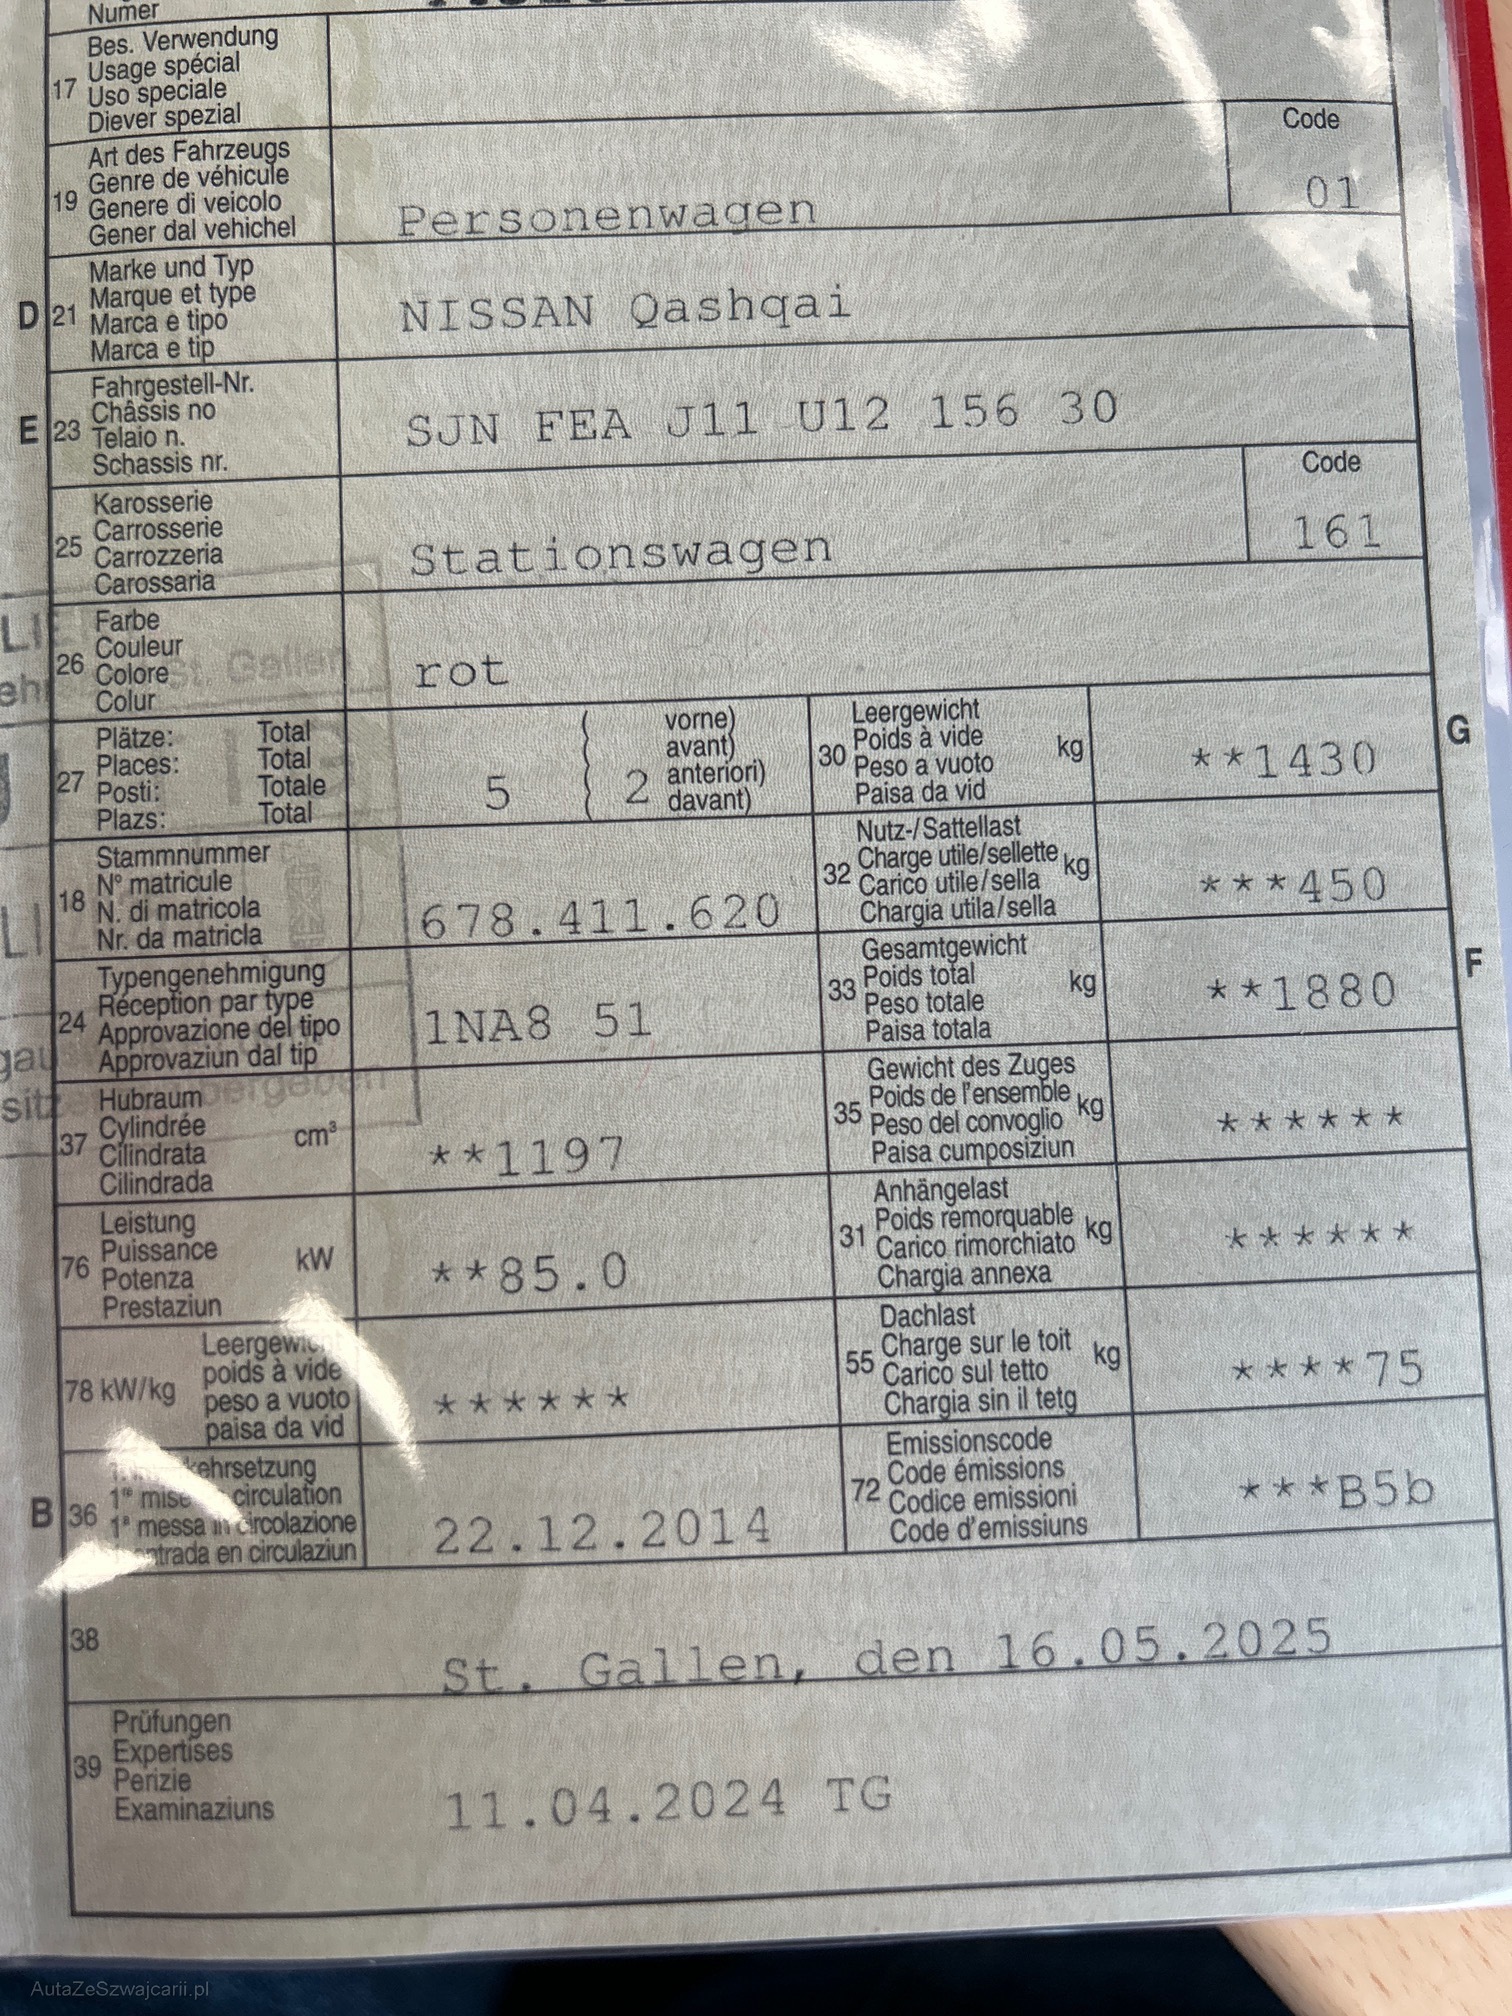 Numer
17 Bes. Verwendung
Usage spécial
Uso speciale
Diever spezial
19 Art des Fahrzeugs
Genre de véhicule
Genere di veicolo
Gener dal vehichel
Personenwagen
Code
01
D 21 Marke und Typ
Marque et type
Marca e tipo
Marca e tip
NISSAN Qashqai
E 23 Fahrgestell-Nr.
Châssis no
Telaio n.
Schassis nr.
SJN FEA J11 U12 156 30
25 Karosserie
Carrosserie
Carrozzeria
Carossaria
Stationswagen
Code
161
26 Farbe
Couleur
Colore
Colur
rot
St. Gallen
27 Plätze: Total
Places: Total
Posti: Totale
Plazs: Total
5
2
vorne)
avant)
anteriori)
davant)
30 Leergewicht
Poids à vide
Peso a vuoto
Paisa da vid
kg
**1430
G
18 Stammnummer
N° matricule
N. di matricola
Nr. da matricla
678.411.620
32 Nutz-/Sattellast
Charge utile/sellette
Carico utile/sella
Chargia utila/sella
kg
***450
24 Typengenehmigung
Réception par type
Approvazione del tipo
Approvaziun dal tip
1NA8 51
33 Gesamtgewicht
Poids total
Peso totale
Paisa totala
kg
**1880
F
37 Hubraum
Cylindrée
Cilindrata
Cilindrada
cm³
**1197
35 Gewicht des Zuges
Poids de l'ensemble
Peso del convoglio
Paisa cumposiziun
kg
******
76 Leistung
Puissance
Potenza
Prestaziun
kW
**85.0
31 Anhängelast
Poids remorquable
Carico rimorchiato
Chargia annexa
kg
******
78 kW/kg
poids à vide
peso a vuoto
paisa da vid
******
55 Dachlast
Charge sur le toit
Carico sul tetto
Chargia sin il tetg
kg
****75
B 36
1re mise circulation
1a messa in circolazione
en circulaziun
22.12.2014
72 Emissionscode
Code émissions
Codice emissioni
Code d'emissiuns
***B5b
38
St. Gallen, den 16.05.2025
39 Prüfungen
Expertises
Perizie
Examinaziuns
11.04.2024 TG
AutaZeSzwajcarii.pl